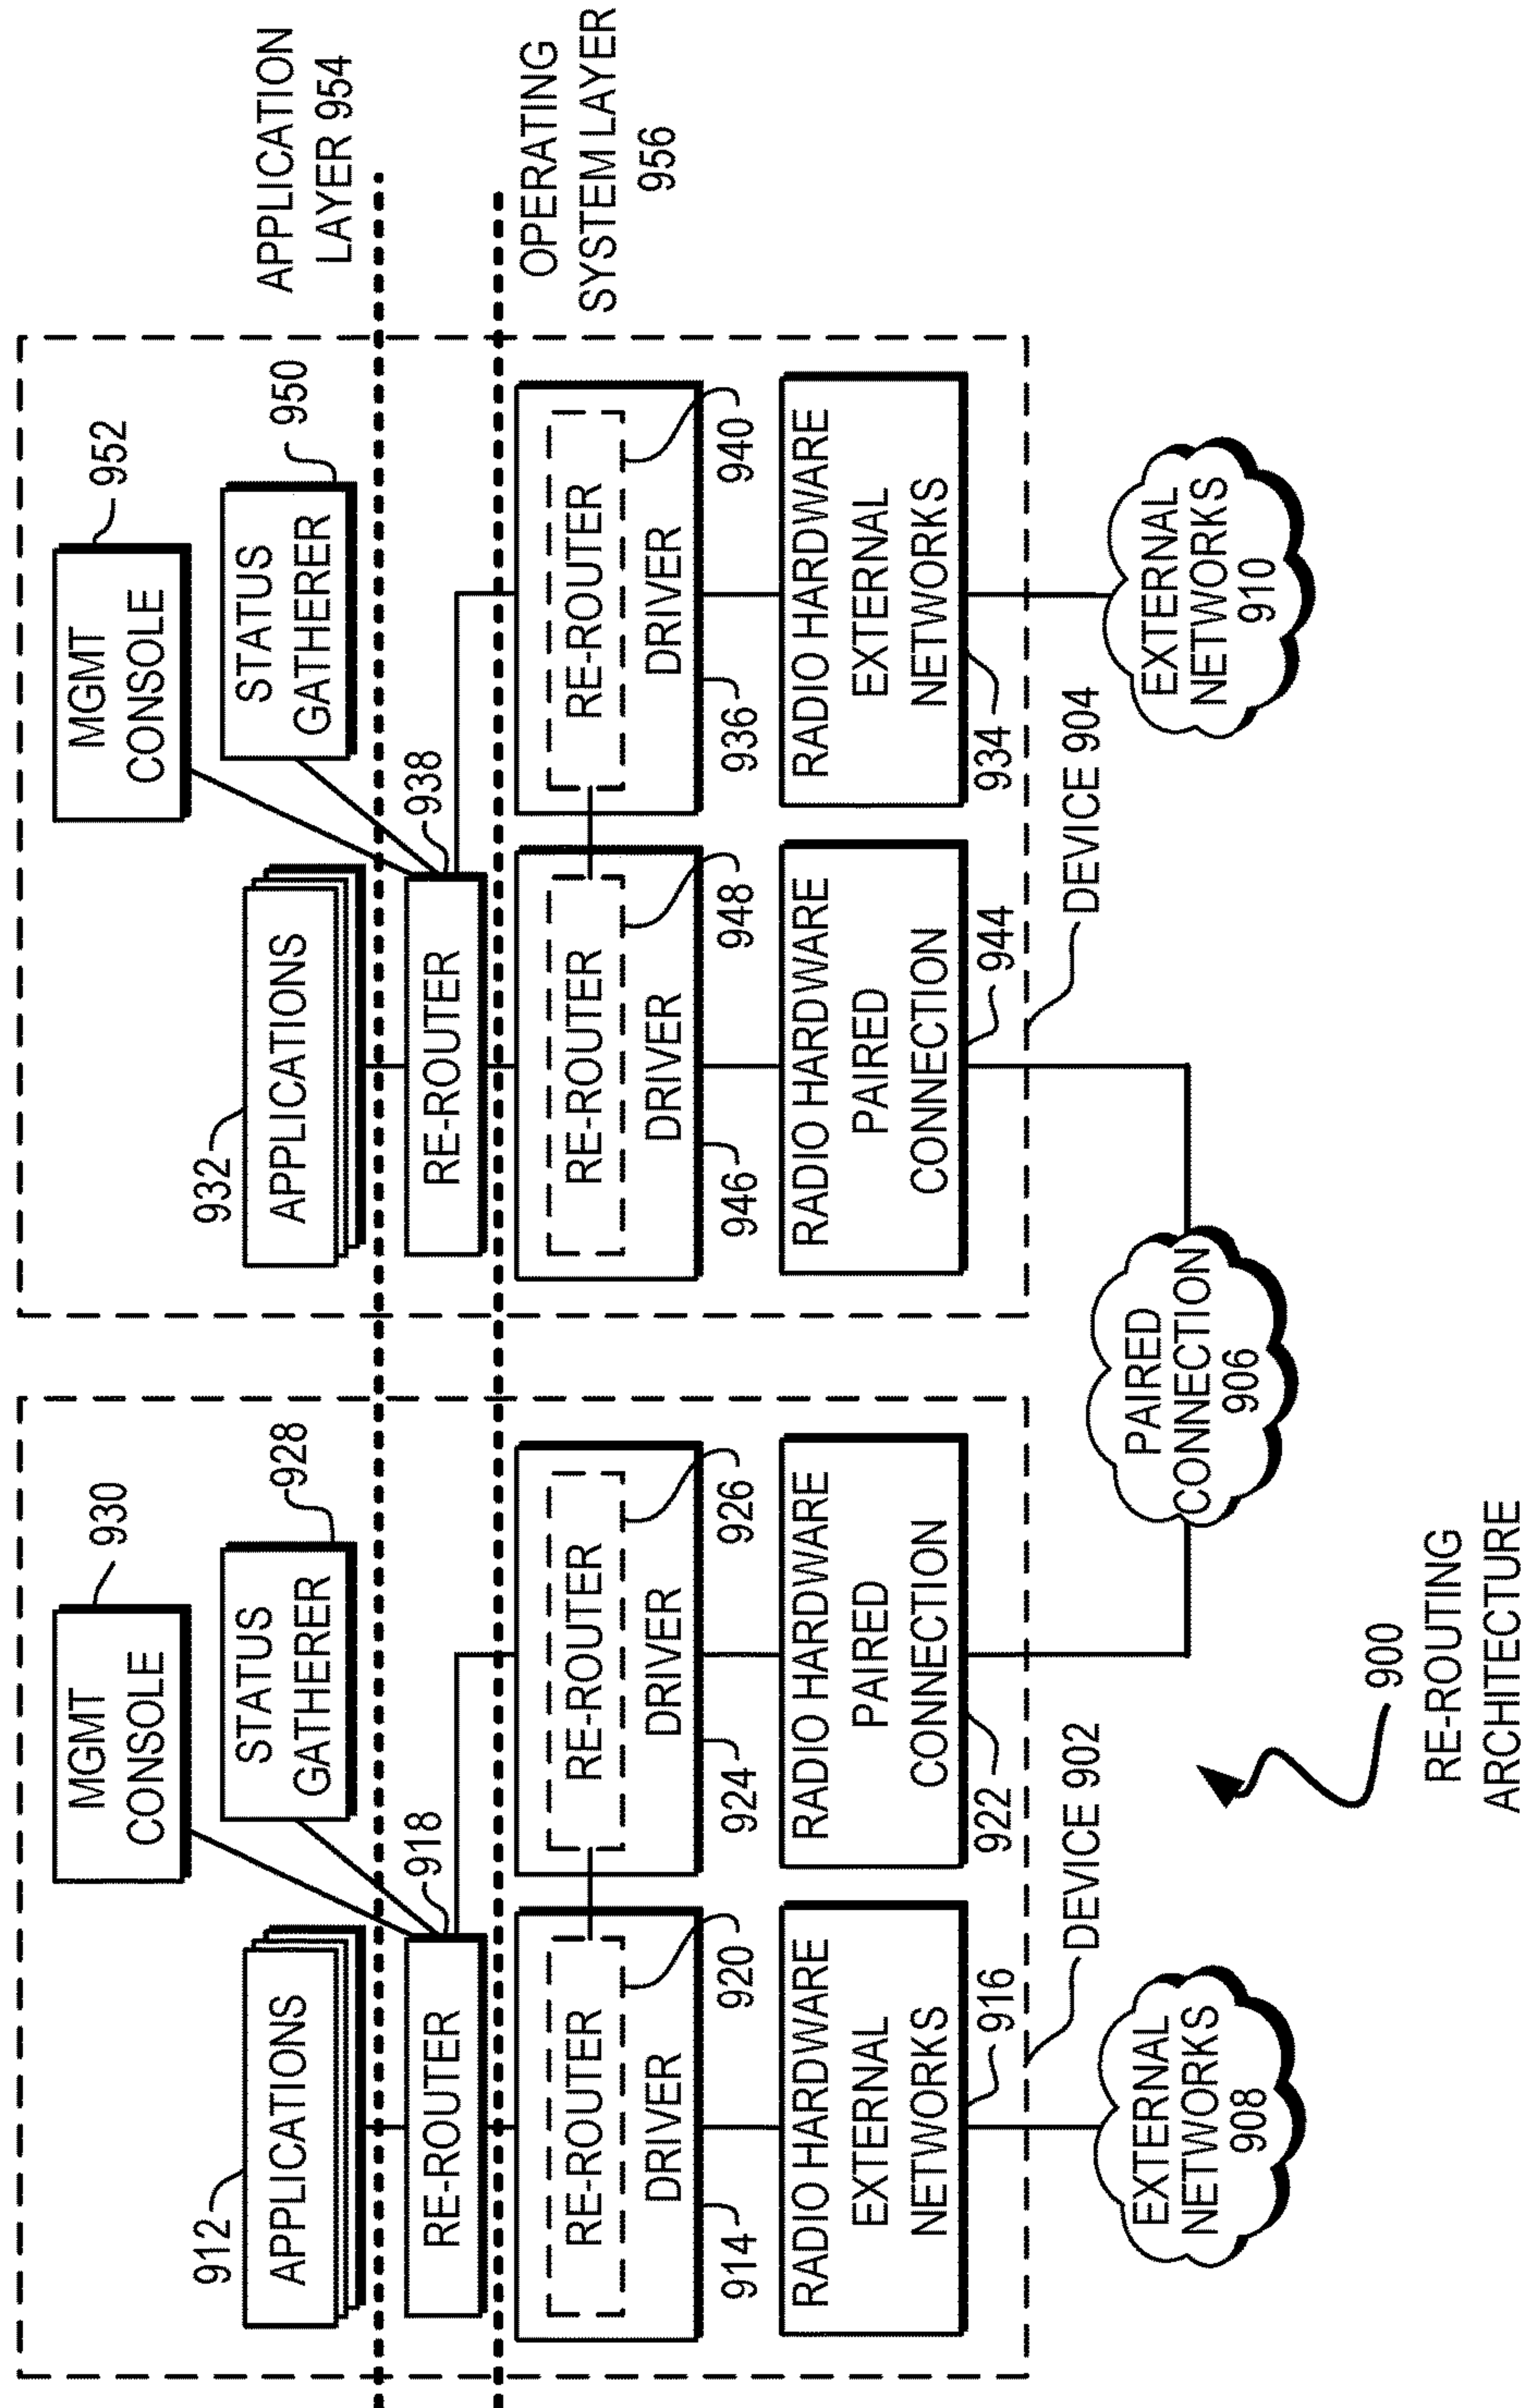 MGMT
CONSOLE
930
STATUS
GATHERER
928
912
APPLICATIONS
RE-ROUTER
918
RE-ROUTER
DRIVER
914
920
RE-ROUTER
DRIVER
924
926
RADIO HARDWARE
EXTERNAL
NETWORKS
916
RADIO HARDWARE
PAIRED
CONNECTION
922
DEVICE 902
EXTERNAL
NETWORKS
908
MGMT
CONSOLE
952
STATUS
GATHERER
950
932
APPLICATIONS
RE-ROUTER
938
RE-ROUTER
DRIVER
946
948
RE-ROUTER
DRIVER
936
940
RADIO HARDWARE
PAIRED
CONNECTION
944
RADIO HARDWARE
EXTERNAL
NETWORKS
934
DEVICE 904
PAIRED
CONNECTION
906
EXTERNAL
NETWORKS
910
APPLICATION
LAYER 954
OPERATING
SYSTEM LAYER
956
900
RE-ROUTING
ARCHITECTURE